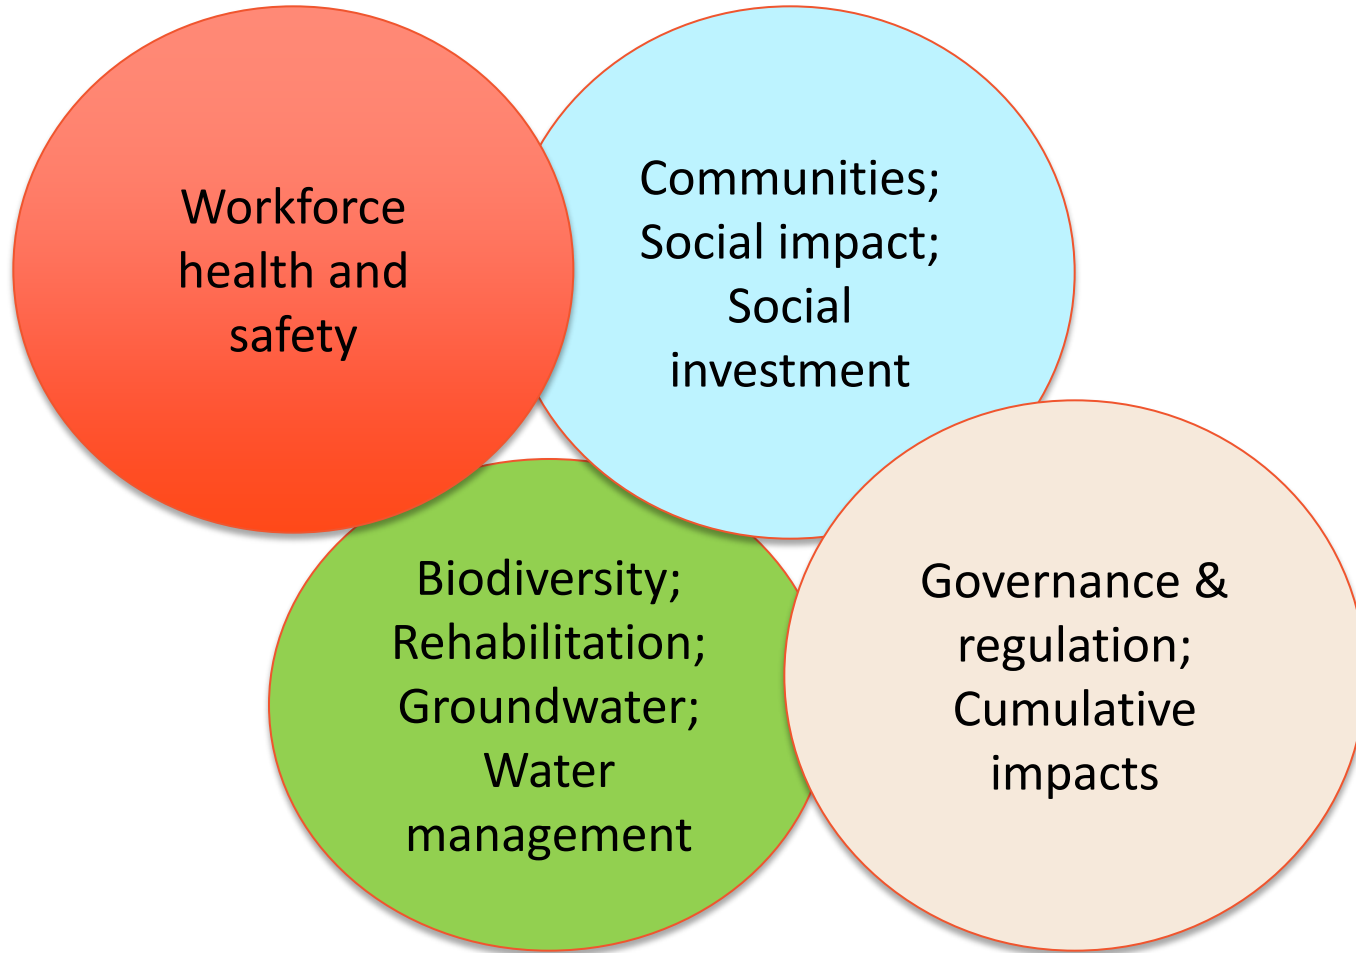 Workforce
health and
safety
Communities;
Social impact;
Social
investment
Biodiversity;
Rehabilitation;
Groundwater;
Water
management
Governance &
regulation;
Cumulative
impacts